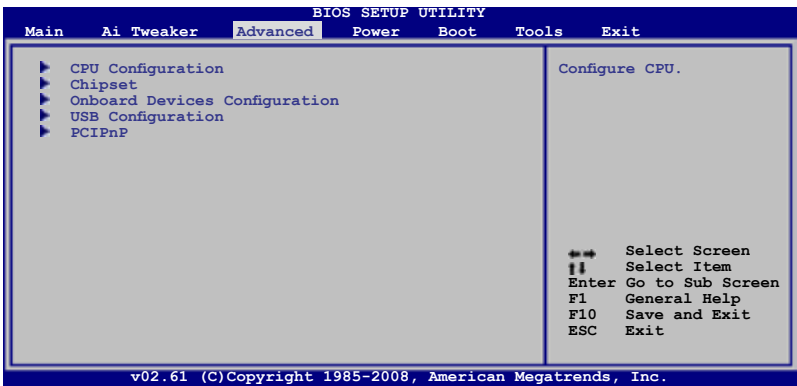 BIOS SETUP UTILITY
Main Ai Tweaker Advanced Power Boot Tools Exit
CPU Configuration
Chipset
Onboard Devices Configuration
USB Configuration
PCIPnP
Configure CPU.
←→ Select Screen
↑↓ Select Item
Enter Go to Sub Screen
F1 General Help
F10 Save and Exit
ESC Exit
v02.61 (C)Copyright 1985-2008, American Megatrends, Inc.